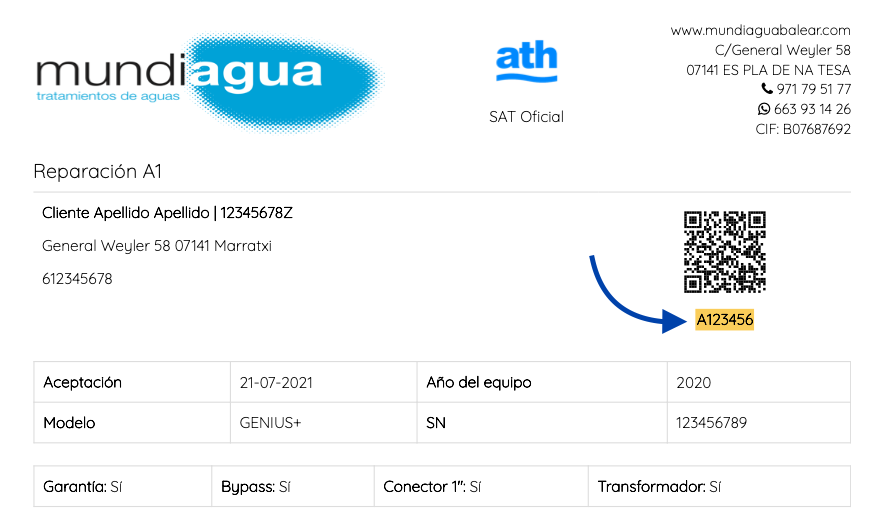 mundiagua
tratamientos de aguas
ath
SAT Oficial
www.mundiaguabalear.com
C/General Weyler 58
07141 ES PLA DE NA TESA
971 79 51 77
663 93 14 26
CIF: B07687692
Reparación A1
Cliente Apellido Apellido | 12345678Z
General Weyler 58 07141 Marratxi
612345678
A123456
Aceptación 21-07-2021 Año del equipo 2020
Modelo GENIUS+ SN 123456789
Garantía: Sí Bypass: Sí Conector 1": Sí Transformador: Sí